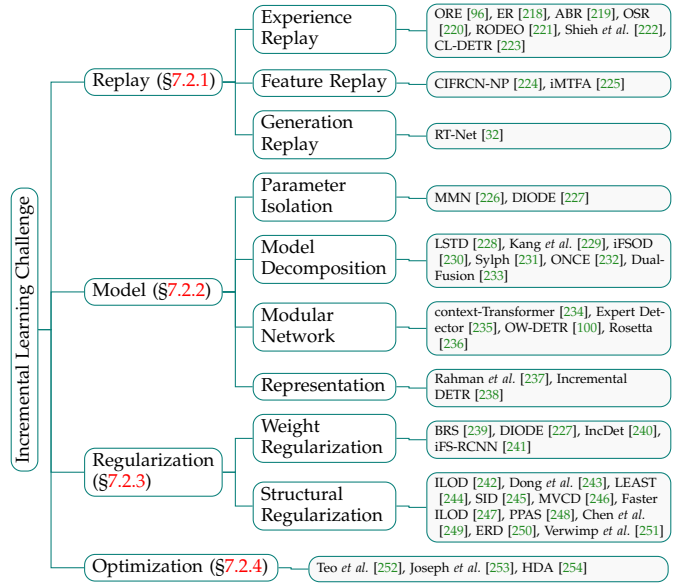 Incremental Learning Challenge
Replay (§7.2.1)
Experience
Replay
ORE [96], ER [218], ABR [219], OSR
[220], RODEO [221], Shieh et al. [222],
CL-DETR [223]
Feature Replay
CIFRCN-NP [224], iMTFA [225]
Generation
Replay
RT-Net [32]
Model (§7.2.2)
Parameter
Isolation
MMN [226], DIODE [227]
Model
Decomposition
LSTD [228], Kang et al. [229], iFSOD
[230], Sylph [231], ONCE [232], Dual-
Fusion [233]
Modular
Network
context-Transformer [234], Expert Det-
ector [235], OW-DETR [100], Rosetta
[236]
Representation
Rahman et al. [237], Incremental
DETR [238]
Regularization
(§7.2.3)
Weight
Regularization
BRS [239], DIODE [227], IncDet [240],
iFS-RCNN [241]
Structural
Regularization
ILOD [242], Dong et al. [243], LEAST
[244], SID [245], MVCD [246], Faster
ILOD [247], PPAS [248], Chen et al.
[249], ERD [250], Verwimp et al. [251]
Optimization (§7.2.4)
Teo et al. [252], Joseph et al. [253], HDA [254]